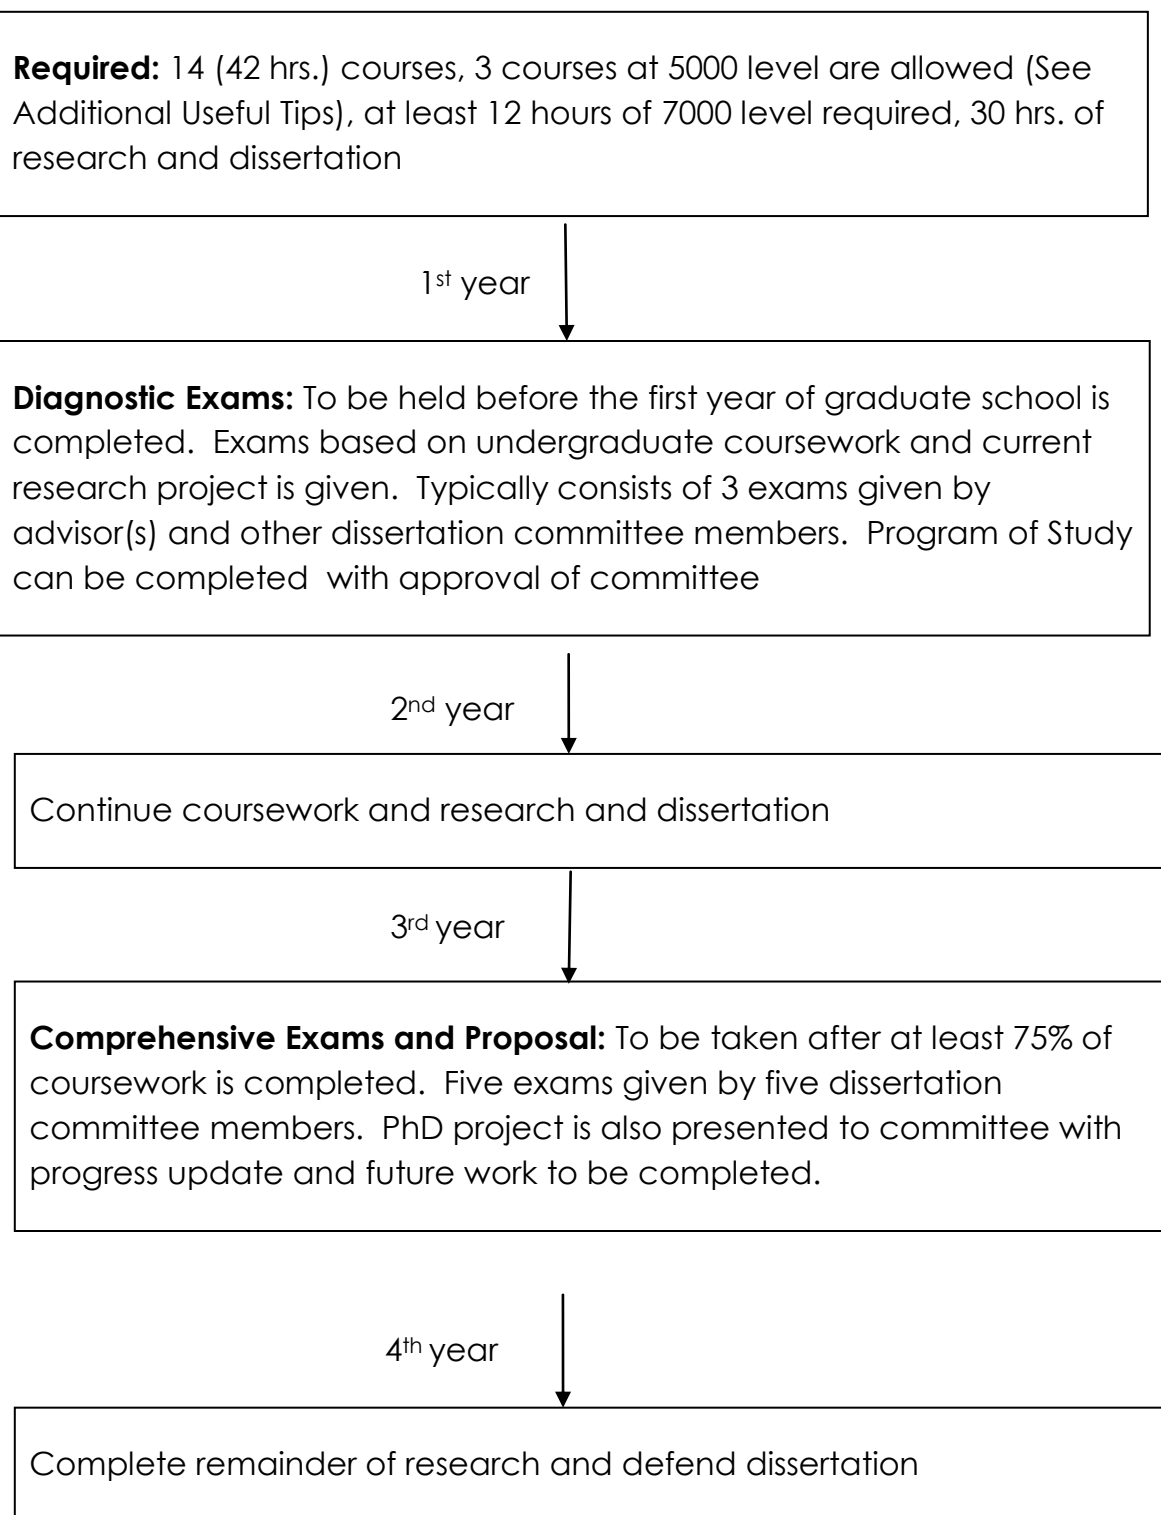 Required: 14 (42 hrs.) courses, 3 courses at 5000 level are allowed (See
Additional Useful Tips), at least 12 hours of 7000 level required, 30 hrs. of
research and dissertation
1st year
Diagnostic Exams: To be held before the first year of graduate school is
completed.  Exams based on undergraduate coursework and current
research project is given.  Typically consists of 3 exams given by
advisor(s) and other dissertation committee members.  Program of Study
can be completed  with approval of committee
2nd year
Continue coursework and research and dissertation
3rd year
Comprehensive Exams and Proposal: To be taken after at least 75% of
coursework is completed.  Five exams given by five dissertation
committee members.  PhD project is also presented to committee with
progress update and future work to be completed.
4th year
Complete remainder of research and defend dissertation